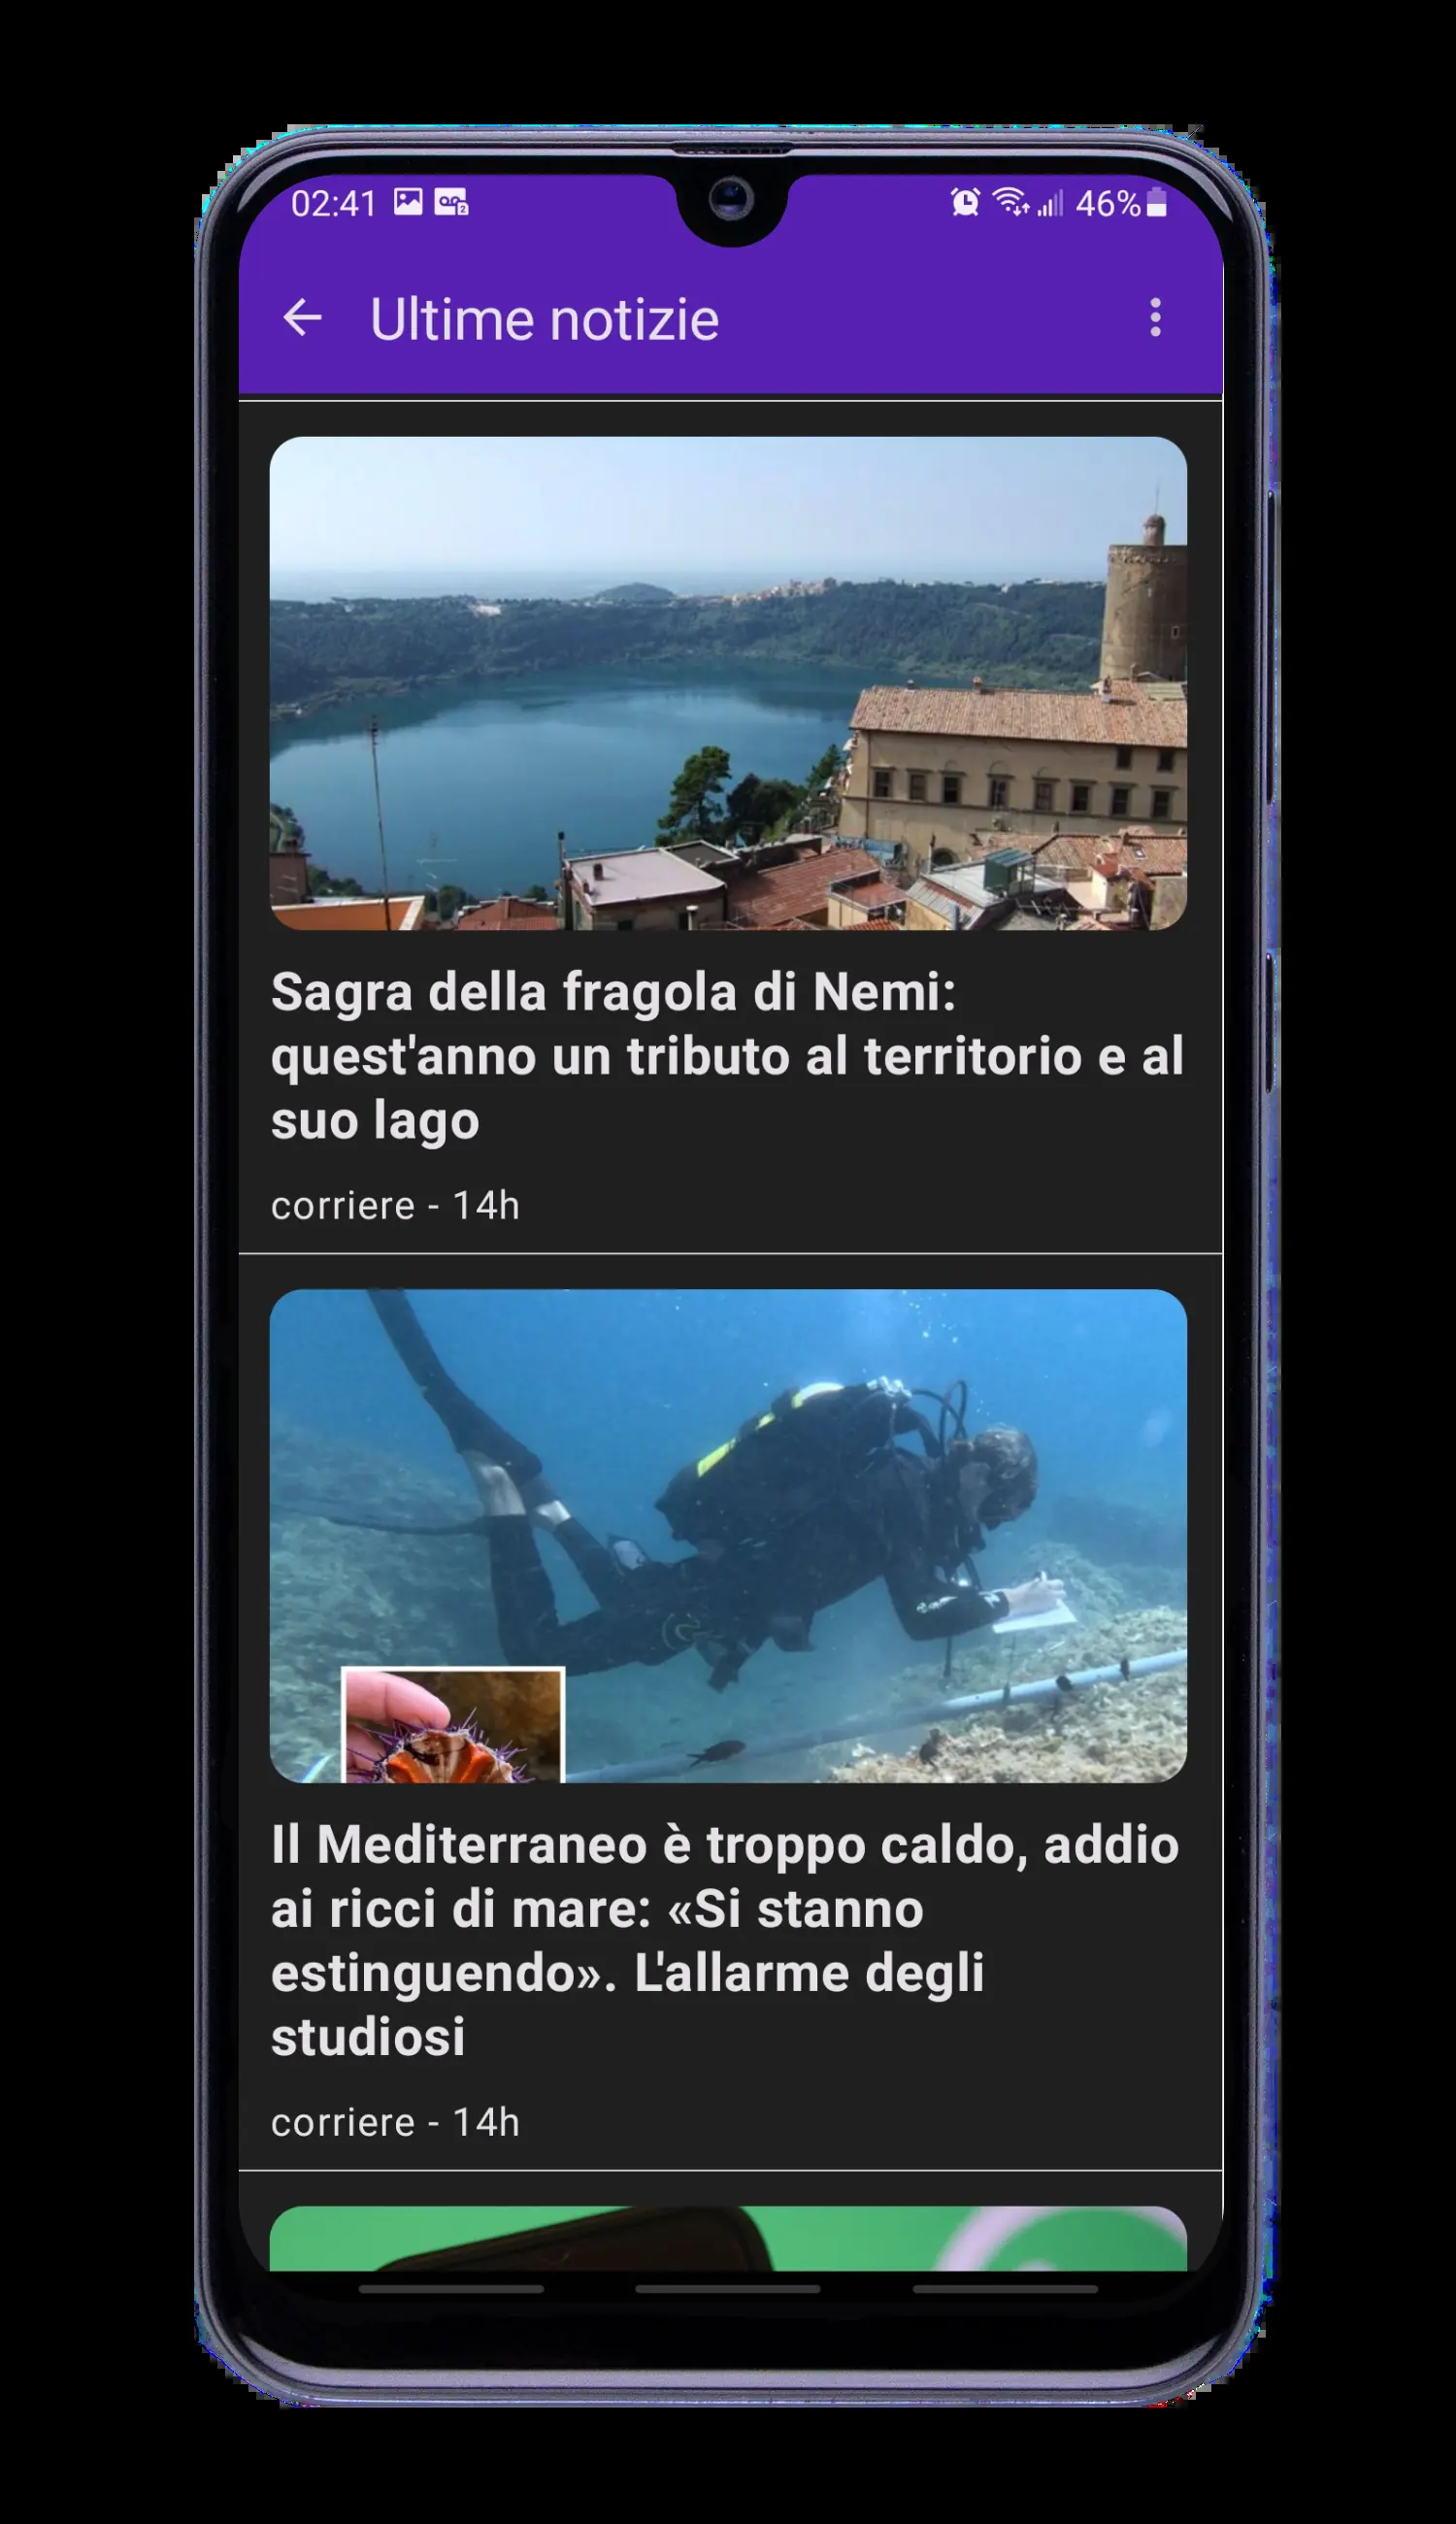 02:41
46%
Ultime notizie
Sagra della fragola di Nemi:
quest'anno un tributo al territorio e al
suo lago
corriere - 14h
Il Mediterraneo è troppo caldo, addio
ai ricci di mare: «Si stanno
estinguendo». L'allarme degli
studiosi
corriere - 14h